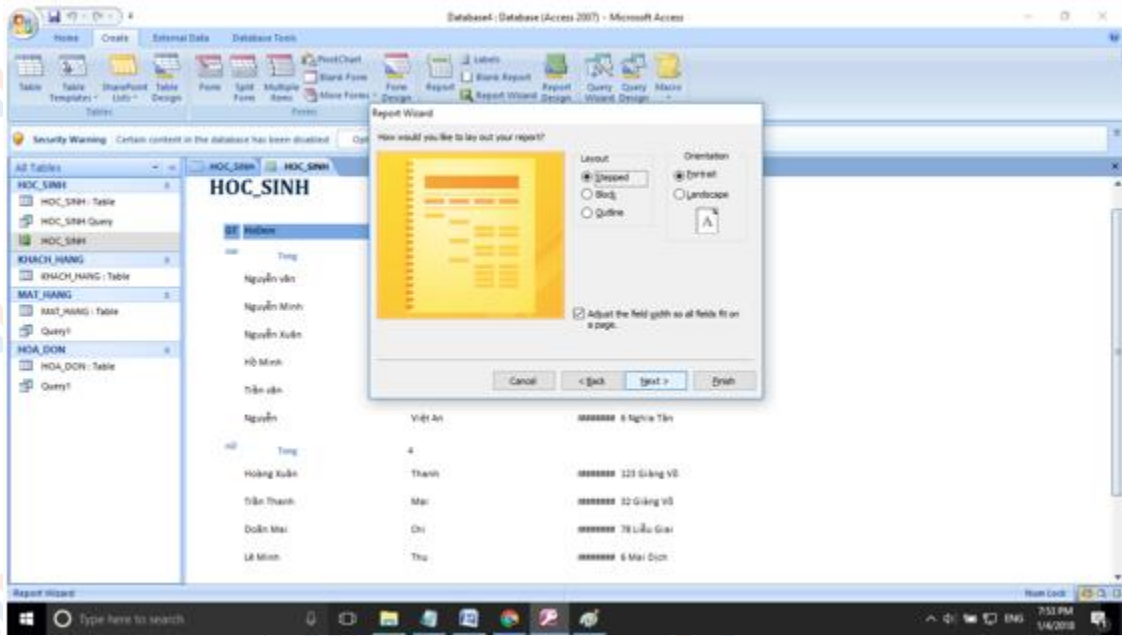 Database4 : Database (Access 2007) - Microsoft Access
Home Create External Data Database Tools
PivotChart Labels
Blank Form Blank Report
More Forms Report Wizard
Table Table Templates SharePoint Lists Table Design Form Split Form Multiple Items Form Design Report Report Design Query Wizard Query Design Macro
Tables Forms
Security Warning Certain content in the database has been disabled
Report Wizard
How would you like to lay out your report?
Layout
Stepped
Block
Outline
Orientation
Portrait
Landscape
A
Adjust the field width so all fields fit on a page.
Cancel < Back Next > Finish
All Tables
HOC_SINH
HOC_SINH : Table
HOC_SINH Query
HOC_SINH
KHACH_HANG
KHACH_HANG : Table
MAT_HANG
MAT_HANG : Table
Query1
HOA_DON
HOA_DON : Table
Query1
HOC_SINH HOC_SINH
HOC_SINH
GT HoDem
Tong
Nguyễn văn
Nguyễn Minh
Nguyễn Xuân
Hồ Minh
Trần văn
Nguyễn Việt An ######## 6 Nghĩa Tân
nữ Tong 4
Hoàng Xuân Thanh ######## 123 Giảng Võ
Trần Thanh Mai ######## 32 Giảng Võ
Doãn Mai Chi ######## 78 Liễu Giai
Lê Minh Thu ######## 6 Mai Dịch
Report Wizard Num Lock
Type here to search
ENG 7:53 PM
1/4/2018